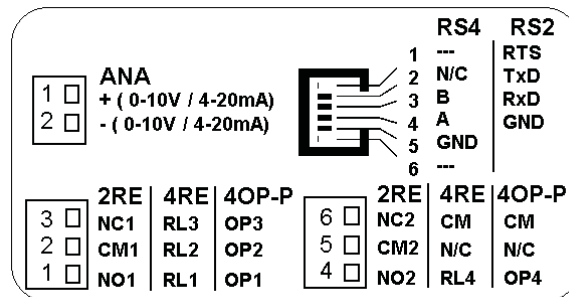 RS4 RS2
1 --- RTS
2 N/C TxD
3 B RxD
4 A GND
5 GND
6 ---
ANA
1 + ( 0-10V / 4-20mA)
2 - ( 0-10V / 4-20mA)
2RE 4RE 4OP-P
3 NC1 RL3 OP3
2 CM1 RL2 OP2
1 NO1 RL1 OP1
2RE 4RE 4OP-P
6 NC2 CM CM
5 CM2 N/C N/C
4 NO2 RL4 OP4